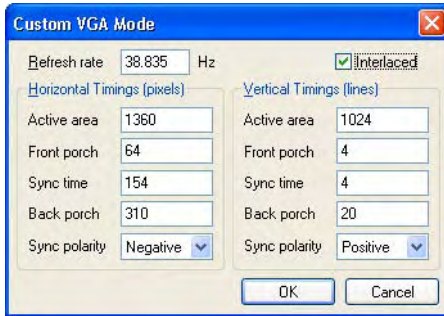 Custom VGA Mode
Refresh rate 38.835 Hz Interlaced
Horizontal Timings (pixels)
Active area 1360
Front porch 64
Sync time 154
Back porch 310
Sync polarity Negative
Vertical Timings (lines)
Active area 1024
Front porch 4
Sync time 4
Back porch 20
Sync polarity Positive
OK Cancel